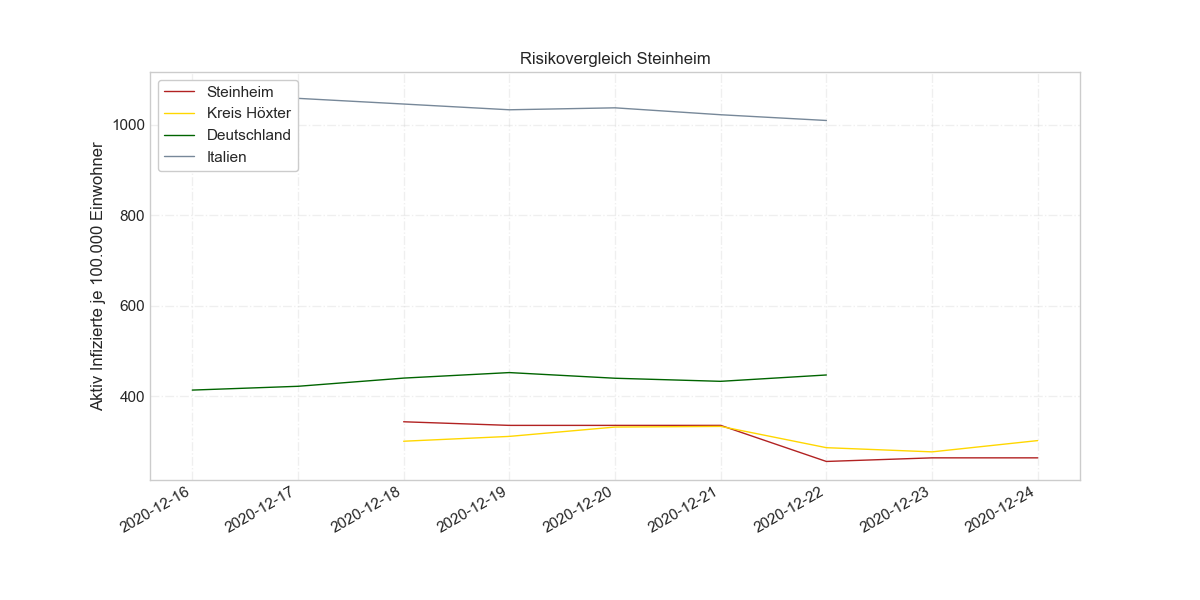 Risikovergleich Steinheim
Steinheim
Kreis Höxter
Deutschland
Italien
Aktiv Infizierte je 100.000 Einwohner
1000
800
600
400
2020-12-16
2020-12-17
2020-12-18
2020-12-19
2020-12-20
2020-12-21
2020-12-22
2020-12-23
2020-12-24